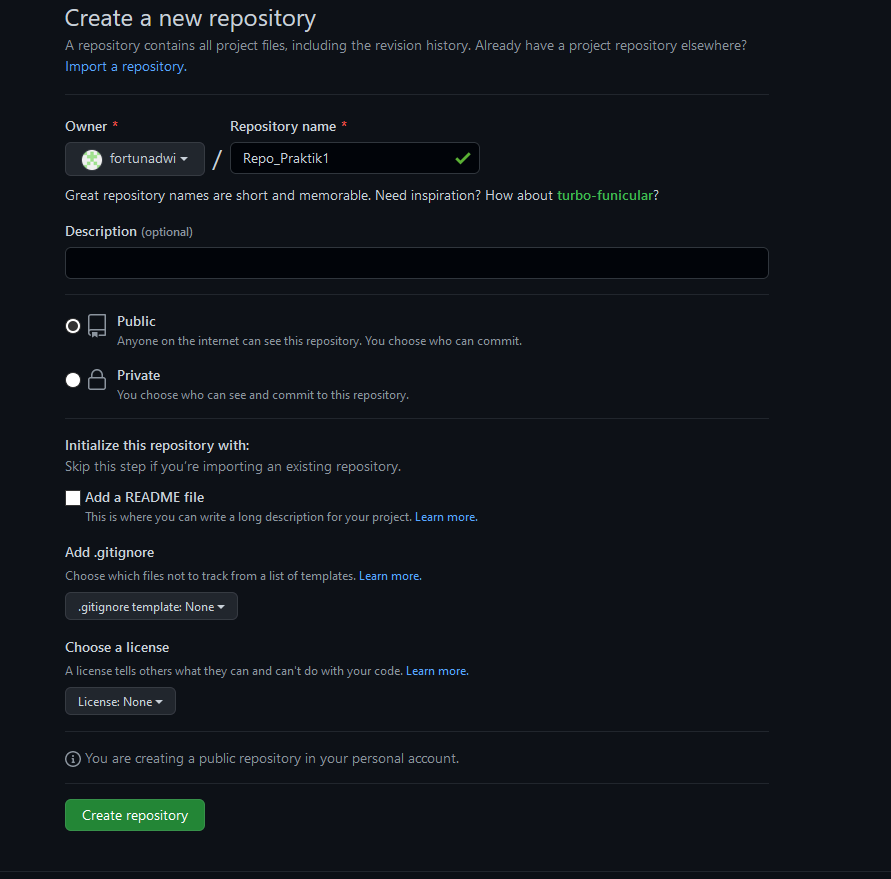 Create a new repository
A repository contains all project files, including the revision history. Already have a project repository elsewhere?
Import a repository.
Owner * Repository name *
fortunadwi / Repo_Praktik1
Great repository names are short and memorable. Need inspiration? How about turbo-funicular?
Description (optional)
Public
Anyone on the internet can see this repository. You choose who can commit.
Private
You choose who can see and commit to this repository.
Initialize this repository with:
Skip this step if you're importing an existing repository.
Add a README file
This is where you can write a long description for your project. Learn more.
Add .gitignore
Choose which files not to track from a list of templates. Learn more.
.gitignore template: None
Choose a license
A license tells others what they can and can't do with your code. Learn more.
License: None
You are creating a public repository in your personal account.
Create repository